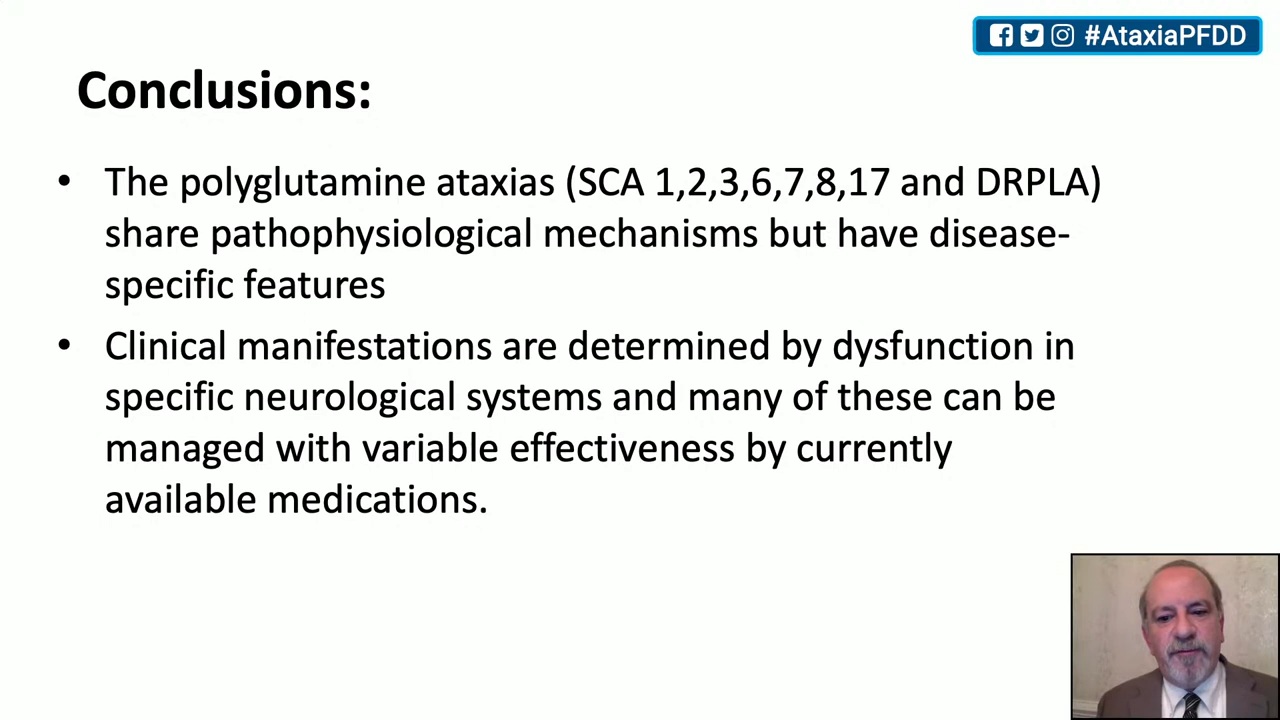 #AtaxiaPFDD
Conclusions:
• The polyglutamine ataxias (SCA 1,2,3,6,7,8,17 and DRPLA)
share pathophysiological mechanisms but have disease-
specific features
• Clinical manifestations are determined by dysfunction in
specific neurological systems and many of these can be
managed with variable effectiveness by currently
available medications.